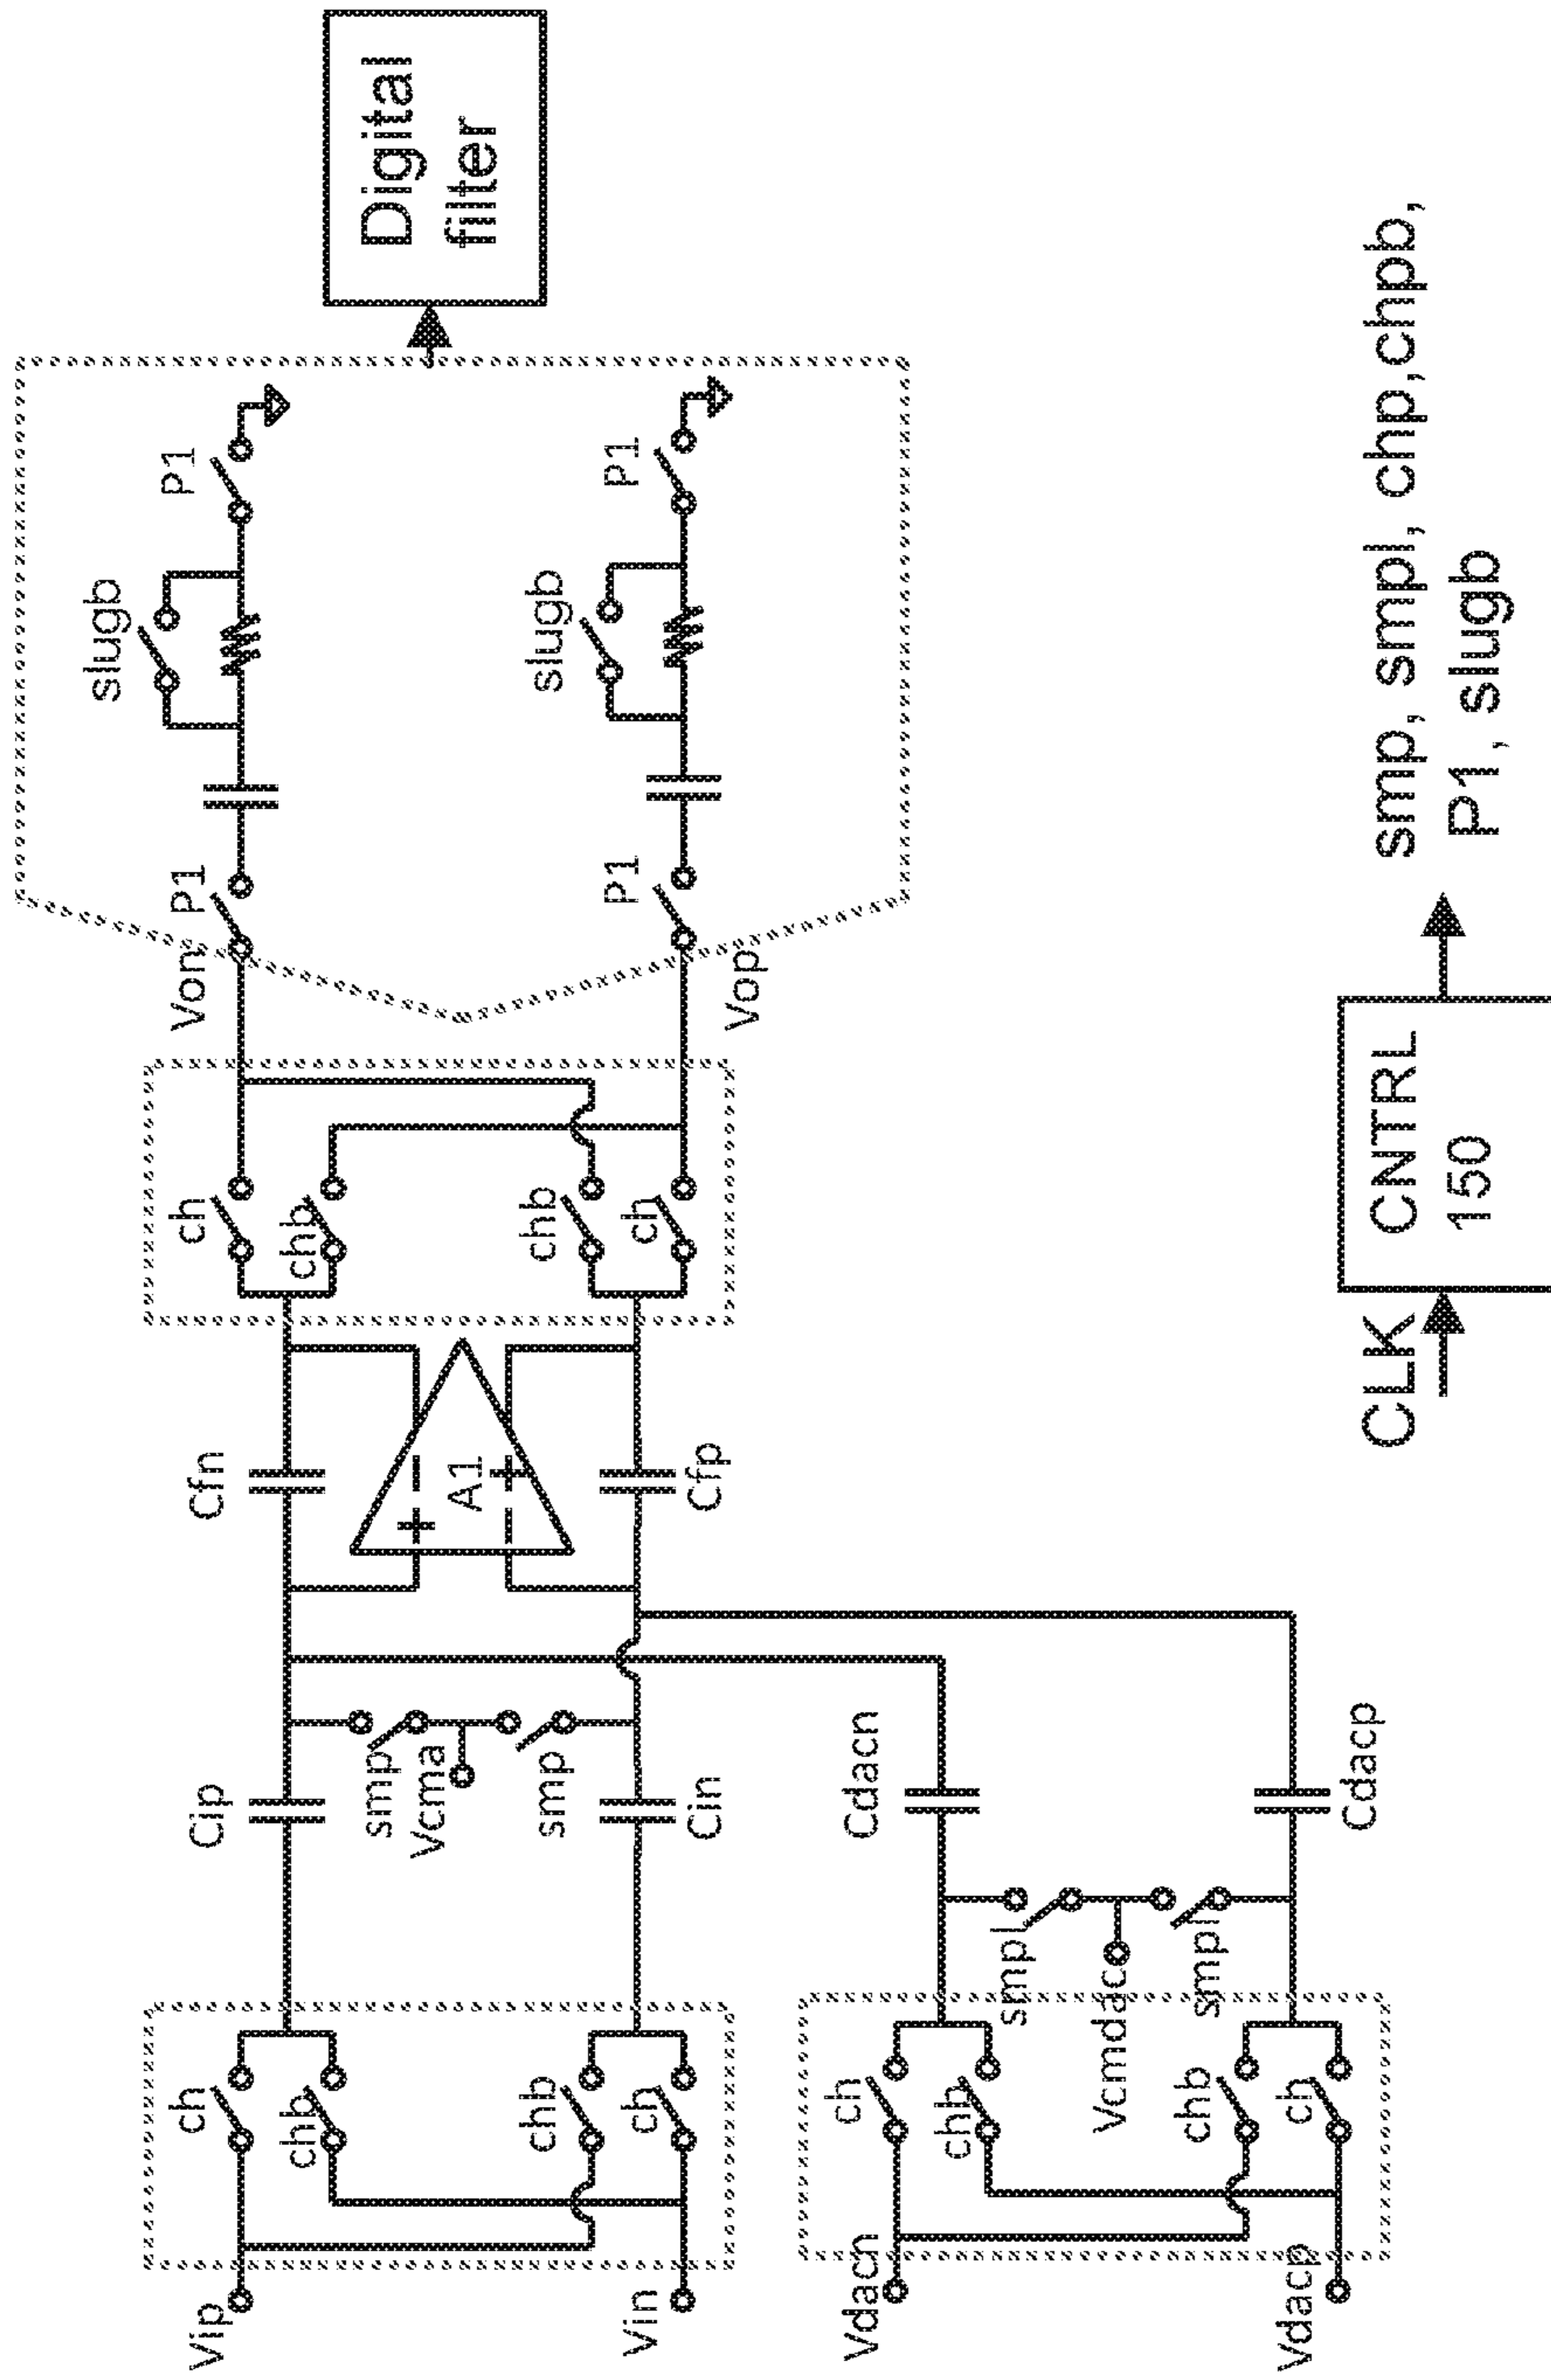 Vip
ch
chb
chb
ch
Vin
Cip
smp
Vcma
smp
Cin
Cfn
A1
Cfp
ch
chb
chb
ch
Von
Vop
P1
slugb
P1
P1
slugb
P1
Digital
filter
Vdacn
ch
chb
chb
ch
Vdacp
smpl
Vcmdac
smpl
Cdacn
Cdacp
CLK
CNTRL
150
smp, smpl, chp,chpb,
P1, slugb